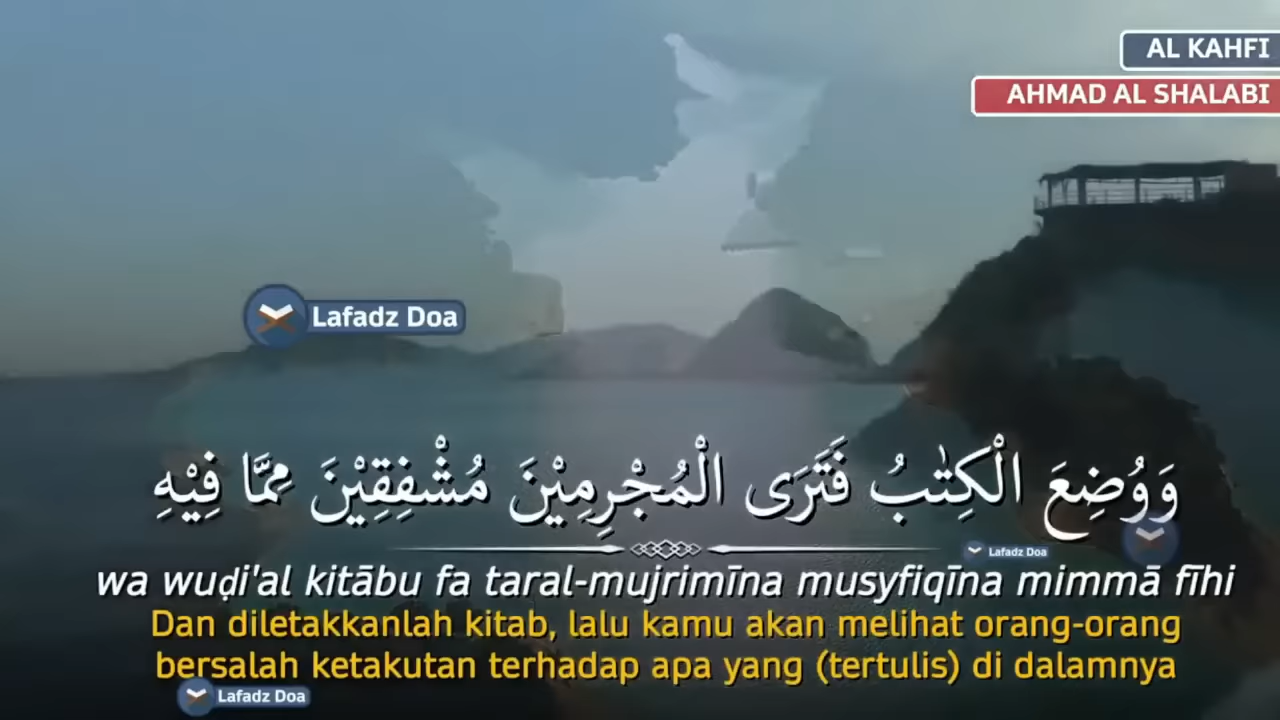 AL KAHFI
AHMAD AL SHALABI
Lafadz Doa
وَوُضِعَ الْكِتٰبُ فَتَرَى الْمُجْرِمِيْنَ مُشْفِقِيْنَ مِمَّا فِيْهِ
Lafadz Doa
wa wuḍi'al kitābu fa taral-mujrimīna musyfiqīna mimmā fīhi
Dan diletakkanlah kitab, lalu kamu akan melihat orang-orang
bersalah ketakutan terhadap apa yang (tertulis) di dalamnya
Lafadz Doa